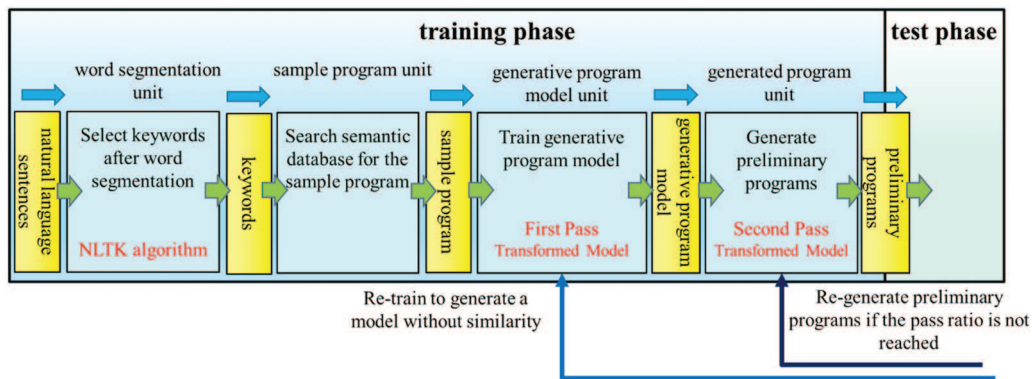 training phase
test phase
word segmentation
unit
sample program unit
generative program
model unit
generated program
unit
natural language
sentences
Select keywords
after word
segmentation
NLTK algorithm
keywords
Search semantic
database for the
sample program
sample program
Train generative
program model
First Pass
Transformed Model
generative program
model
Generate
preliminary
programs
Second Pass
Transformed Model
preliminary
programs
Re-train to generate a
model without similarity
Re-generate preliminary
programs if the pass ratio is not
reached